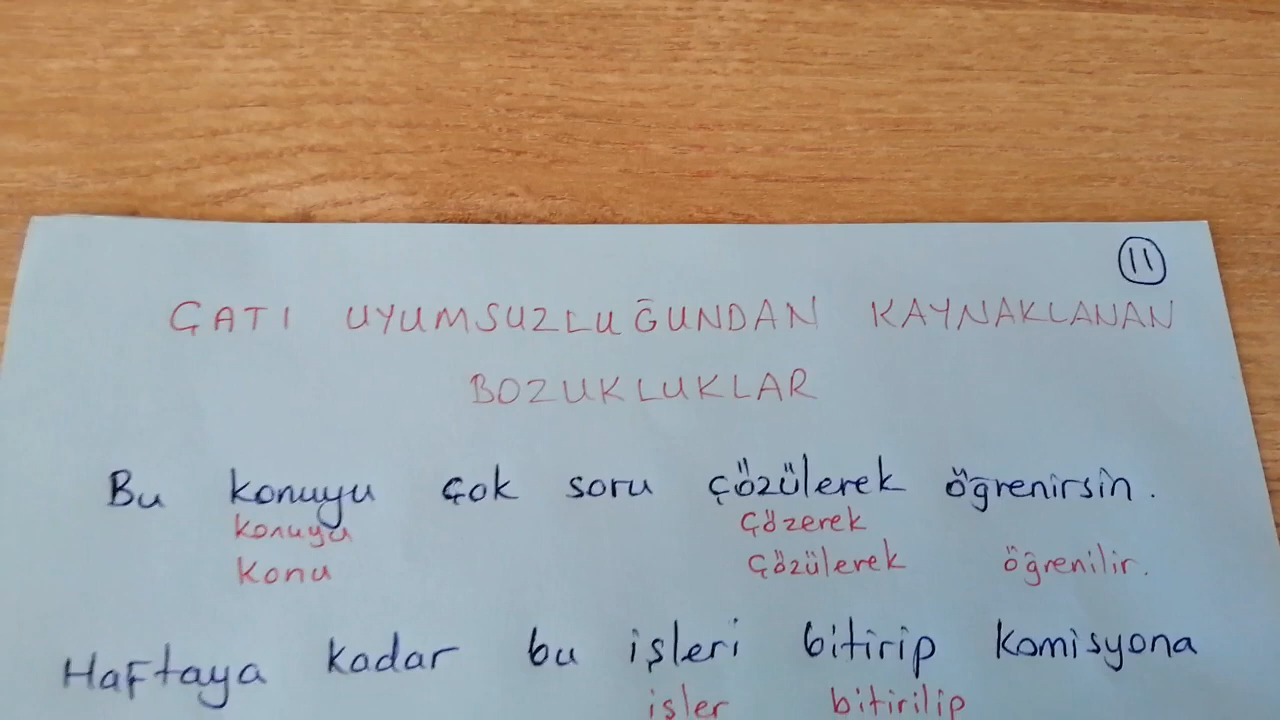 11
ÇATI UYUMSUZLUĞUNDAN KAYNAKLANAN
BOZUKLUKLAR
Bu konuyu çok soru çözülerek öğrenirsin.
konuyu çözerek
konu çözülerek öğrenilir.
Haftaya kadar bu işleri bitirip komisyona
işler bitirilip